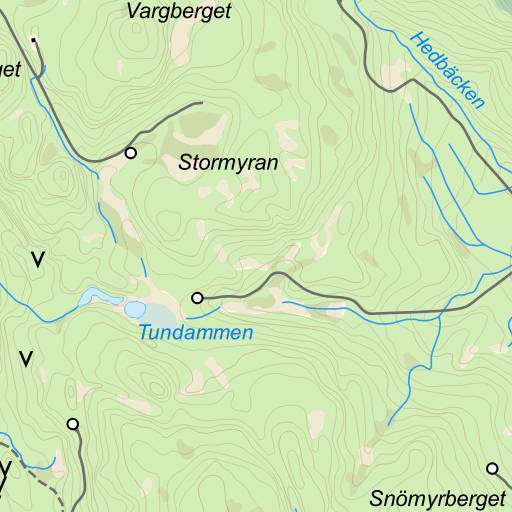 Vargberget
get
Hedbäcken
Stormyran
Tundammen
Snömyrberget